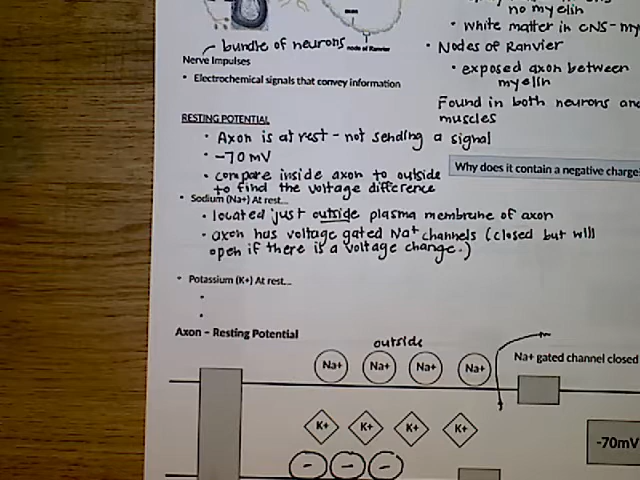 no myelin
• white matter in CNS - my
bundle of neurons
node of Ranvier
• Nodes of Ranvier
Nerve Impulses
• exposed axon between
myelin
• Electrochemical signals that convey information
Found in both neurons and
muscles
RESTING POTENTIAL
• Axon is at rest - not sending a signal
• -70 mV
Why does it contain a negative charge
• compare inside axon to outside
to find the voltage difference
• Sodium (Na+) At rest...
• located just outside plasma membrane of axon
• axon has voltage gated Na+ channels (closed but will
open if there is a voltage change.)
• Potassium (K+) At rest...
•
•
Axon – Resting Potential
outside
Na+ Na+ Na+ Na+
Na+ gated channel closed
K+ K+ K+ K+
-70mV
- - -